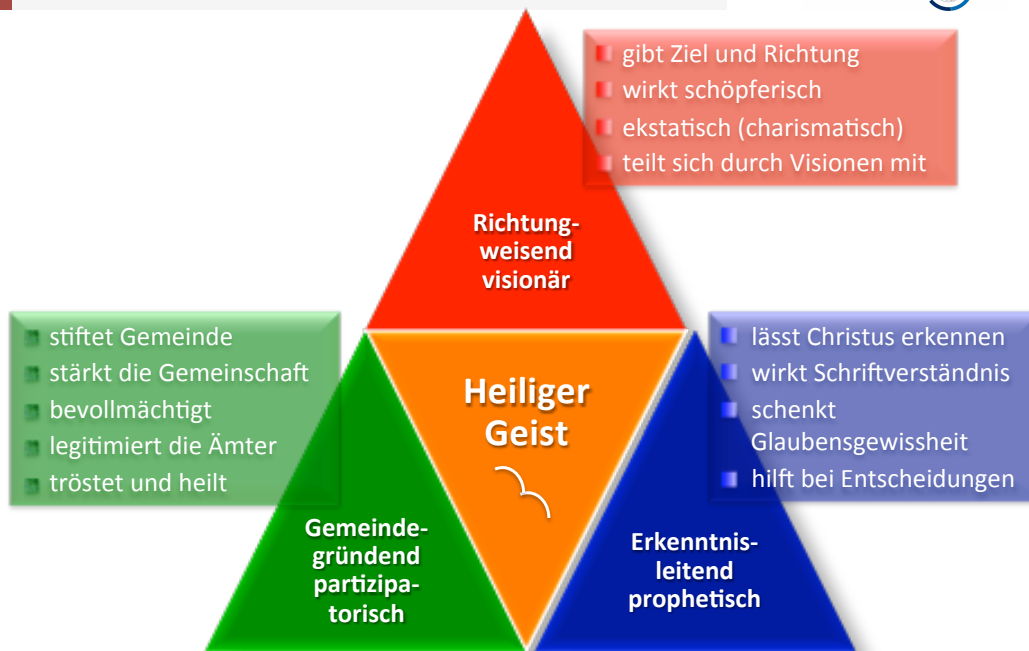 gibt Ziel und Richtung
wirkt schöpferisch
ekstatisch (charismatisch)
teilt sich durch Visionen mit
Richtung-
weisend
visionär
stiftet Gemeinde
stärkt die Gemeinschaft
bevollmächtigt
legitimiert die Ämter
tröstet und heilt
Heiliger
Geist
lässt Christus erkennen
wirkt Schriftverständnis
schenkt
Glaubensgewissheit
hilft bei Entscheidungen
Gemeinde-
gründend
partizipa-
torisch
Erkenntnis-
leitend
prophetisch